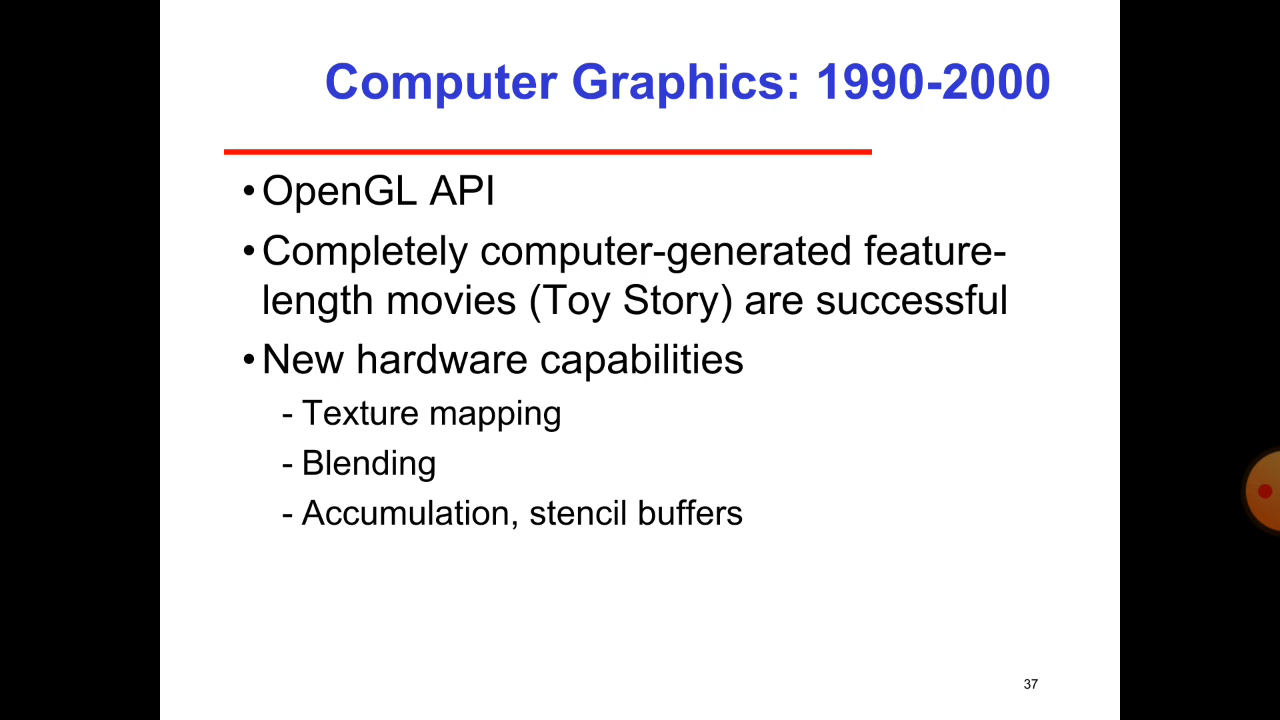 Computer Graphics: 1990-2000
•OpenGL API
•Completely computer-generated feature-
length movies (Toy Story) are successful
•New hardware capabilities
- Texture mapping
- Blending
- Accumulation, stencil buffers
37